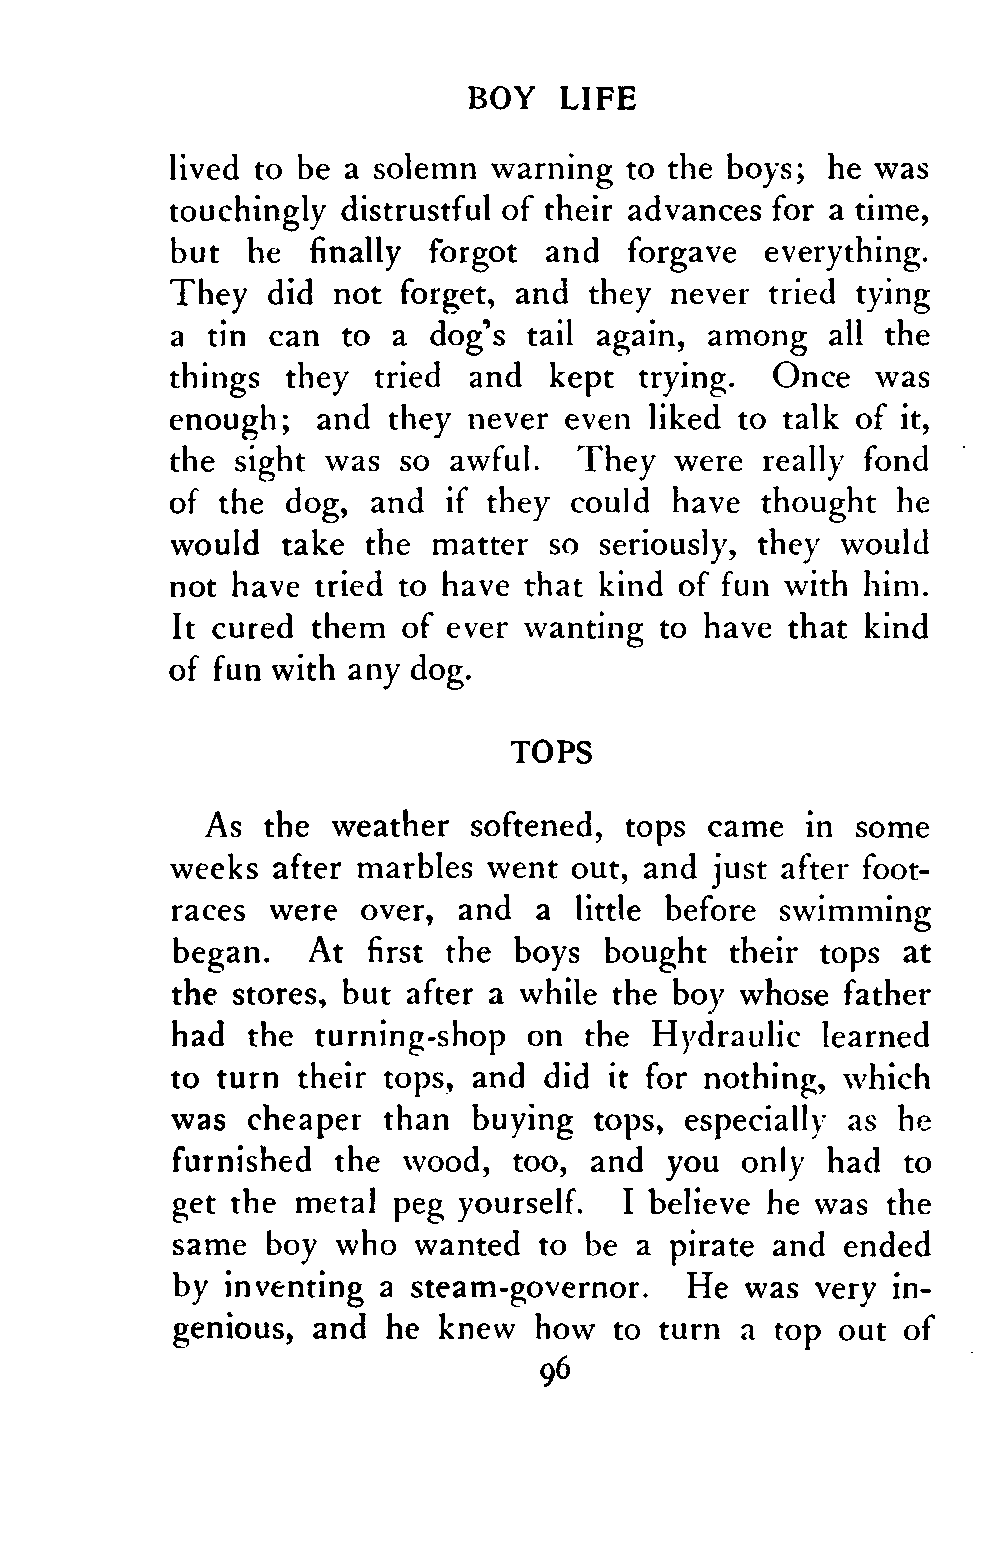 BOY LIFE
lived to be a solemn warning to the boys; he was
touchingly distrustful of their advances for a time,
but he finally forgot and forgave everything.
They did not forget, and they never tried tying
a tin can to a dog's tail again, among all the
things they tried and kept trying. Once was
enough; and they never even liked to talk of it,
the sight was so awful. They were really fond
of the dog, and if they could have thought he
would take the matter so seriously, they would
not have tried to have that kind of fun with him.
It cured them of ever wanting to have that kind
of fun with any dog.
TOPS
As the weather softened, tops came in some
weeks after marbles went out, and just after foot-
races were over, and a little before swimming
began. At first the boys bought their tops at
the stores, but after a while the boy whose father
had the turning-shop on the Hydraulic learned
to turn their tops, and did it for nothing, which
was cheaper than buying tops, especially as he
furnished the wood, too, and you only had to
get the metal peg yourself. I believe he was the
same boy who wanted to be a pirate and ended
by inventing a steam-governor. He was very in-
genious, and he knew how to turn a top out of
96